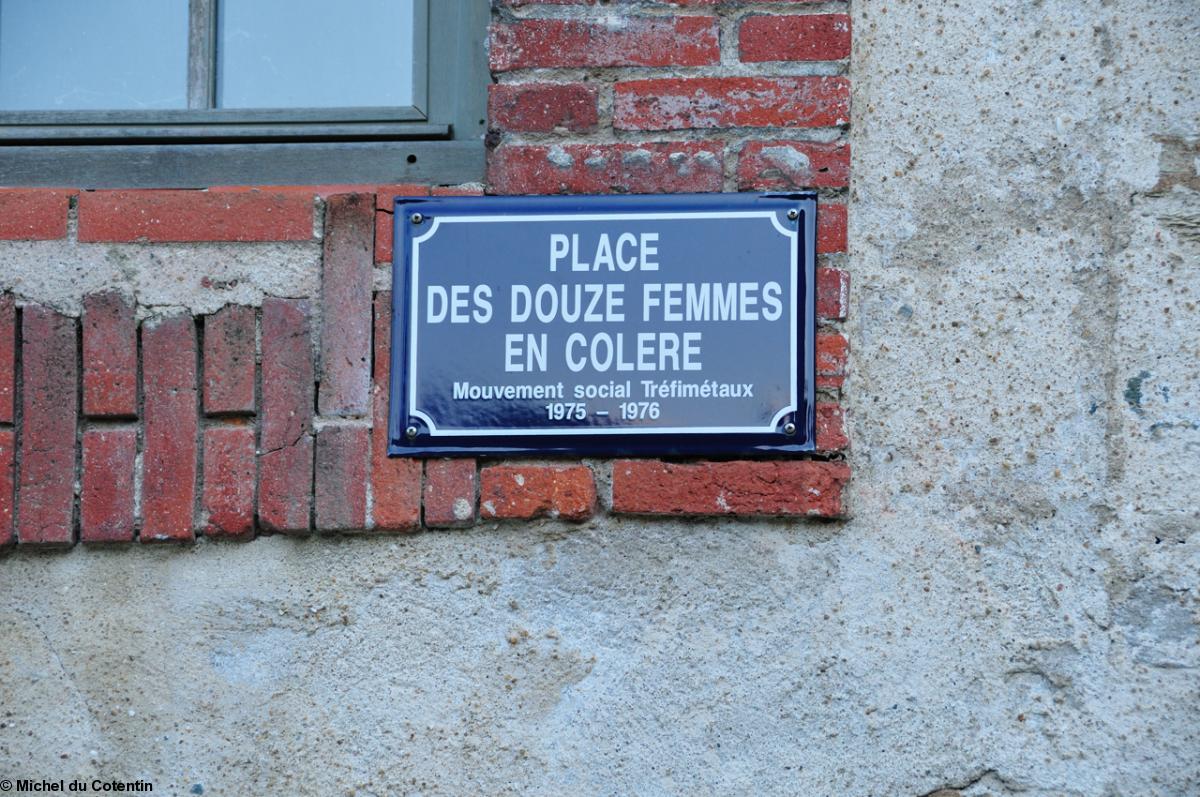 PLACE
DES DOUZE FEMMES
EN COLERE
Mouvement social Tréfimétaux
1975 – 1976
© Michel du Cotentin